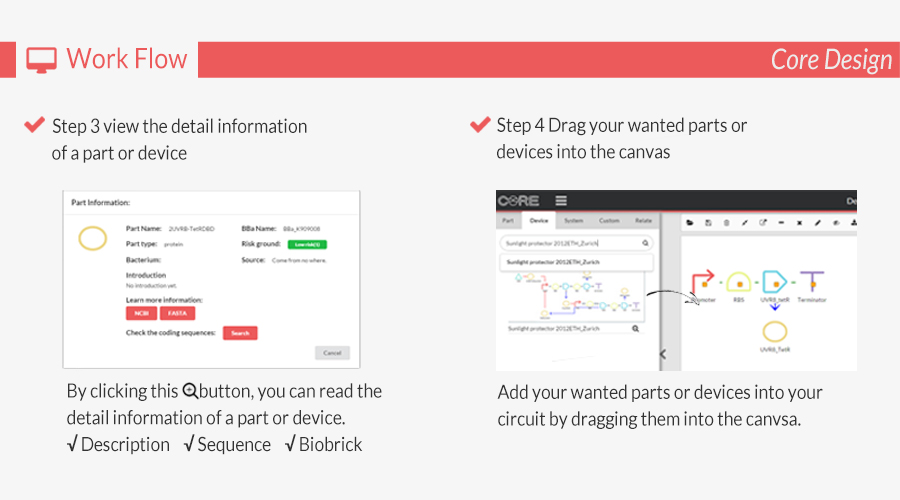 Work Flow
Core Design
Step 3 view the detail information
of a part or device
Part Information:
Part Name: 2UVR8-TetRDBD
BBa Name: BBa_K909008
Part type: protein
Risk ground: Low risk(1)
Bacterium:
Source: Come from no where.
Introduction
No introduction yet.
Learn more information:
NCBI FASTA
Check the coding sequences: Search
Cancel
By clicking this button, you can read the
detail information of a part or device.
√ Description √ Sequence √ Biobrick
Step 4 Drag your wanted parts or
devices into the canvas
CORE
De
Part Device System Custom Relate
Sunlight protector 2012ETH_Zurich
Sunlight protector 2012ETH_Zurich
Sunlight protector 2012ETH_Zurich
Promoter RBS UVR8_tetR Terminator
UVR8_TetR
Add your wanted parts or devices into your
circuit by dragging them into the canvsa.